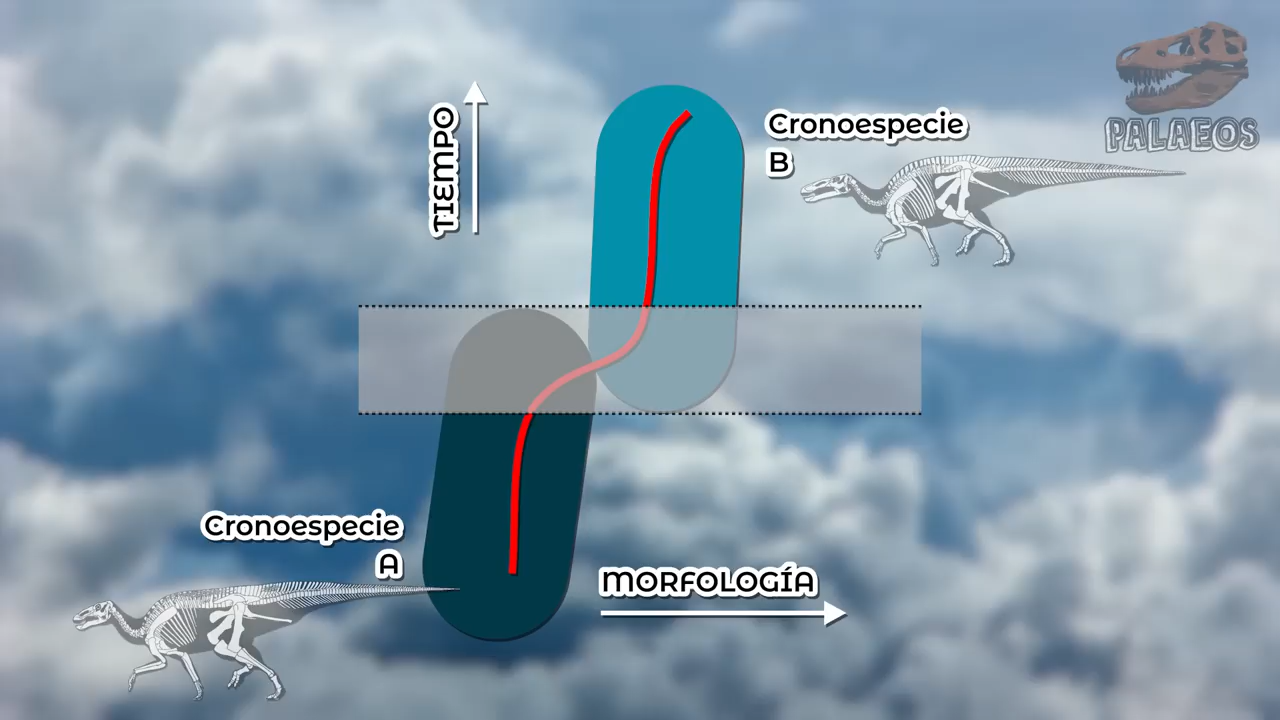 PALAEOS
TIEMPO
Cronoespecie
B
Cronoespecie
A
MORFOLOGÍA